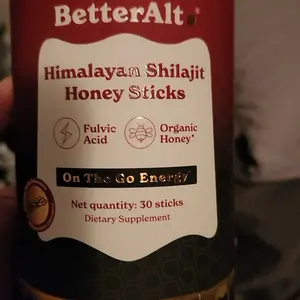 BetterAlt
Himalayan Shilajit
Honey Sticks
Fulvic
Acid
Organic
Honey*
On The Go Energy
Net quantity: 30 sticks
Dietary Supplement